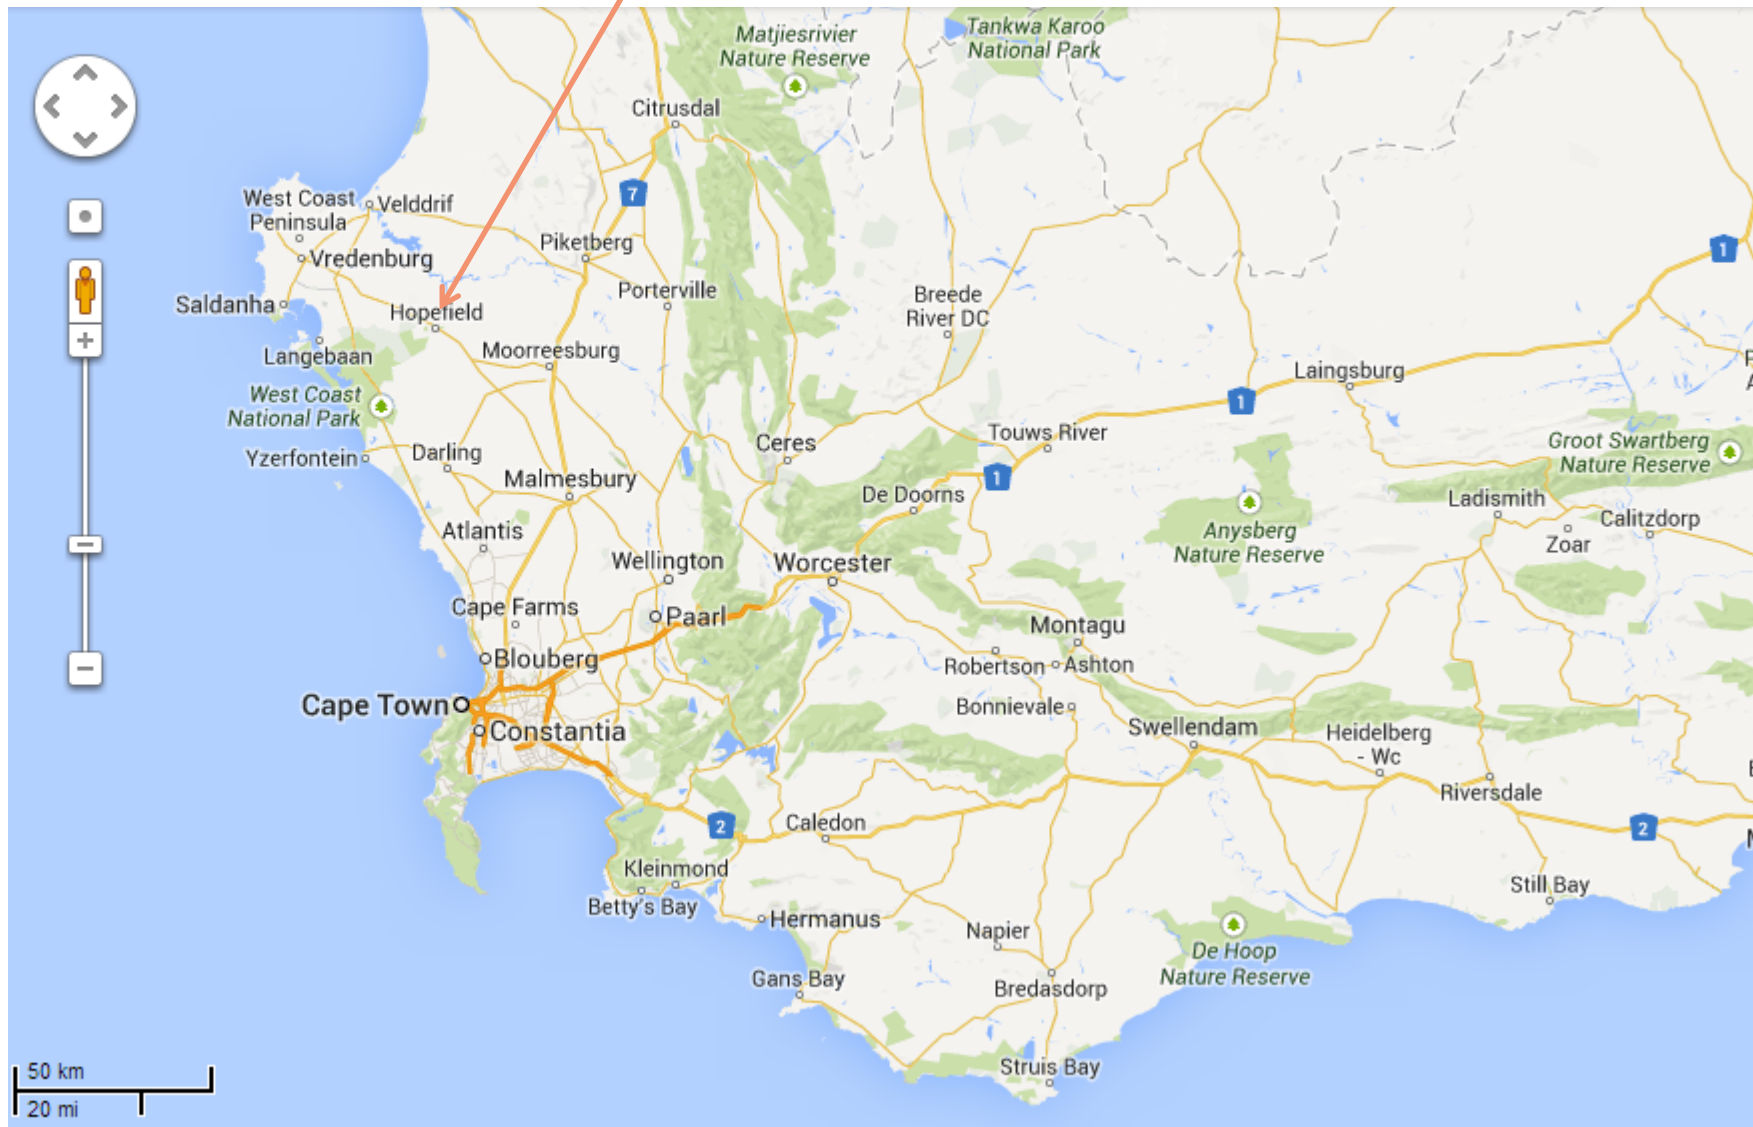 Matjiesrivier
Nature Reserve
Tankwa Karoo
National Park
Citrusdal
7
West Coast
Peninsula
Velddrif
Piketberg
Vredenburg
1
Saldanha
Hopefield
Porterville
Breede
River DC
Langebaan
Moorreesburg
Laingsburg
West Coast
National Park
1
Ceres
Touws River
Groot Swartberg
Nature Reserve
Yzerfontein
Darling
Malmesbury
De Doorns
1
Ladismith
Atlantis
Anysberg
Nature Reserve
Calitzdorp
Zoar
Wellington
Worcester
Cape Farms
Paarl
Montagu
Blouberg
Robertson
Ashton
Cape Town
Bonnievale
Constantia
Swellendam
Heidelberg
- Wc
Riversdale
2
Caledon
2
Kleinmond
Betty's Bay
Still Bay
Hermanus
Napier
De Hoop
Nature Reserve
Gans Bay
Bredasdorp
Struis Bay
50 km
20 mi